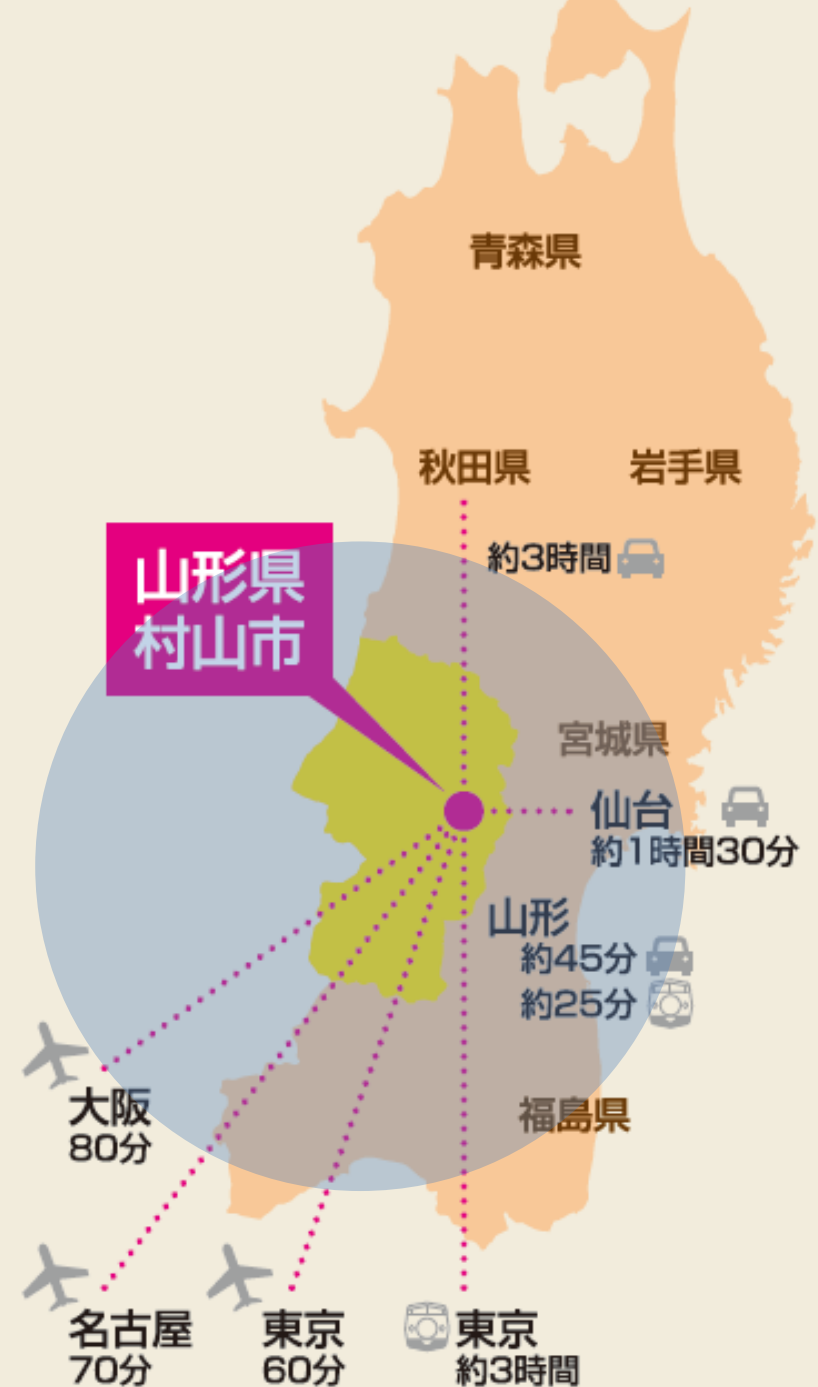 青森県
秋田県
岩手県
約3時間
山形県
村山市
宮城県
仙台
約1時間30分
山形
約45分
約25分
福島県
大阪
80分
名古屋
70分
東京
60分
東京
約3時間